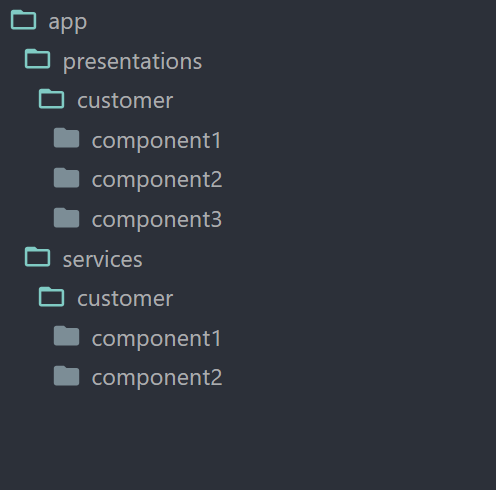 app
presentations
customer
component1
component2
component3
services
customer
component1
component2